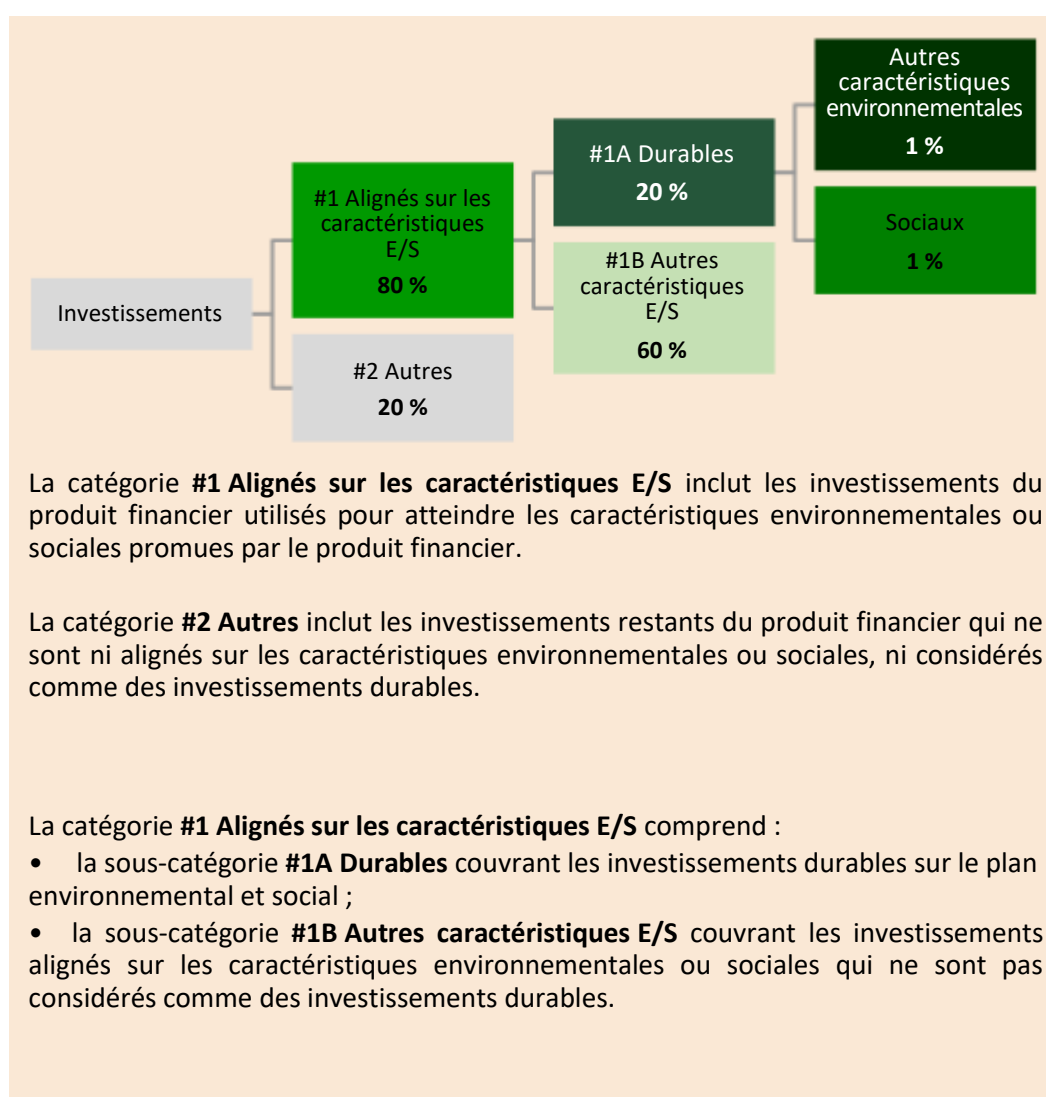 Autres
caractéristiques
environnementales
1 %
#1A Durables
20 %
#1 Alignés sur les
caractéristiques
E/S
80 %
Sociaux
1 %
#1B Autres
caractéristiques
E/S
60 %
Investissements
#2 Autres
20 %
La catégorie #1 Alignés sur les caractéristiques E/S inclut les investissements du
produit financier utilisés pour atteindre les caractéristiques environnementales ou
sociales promues par le produit financier.
La catégorie #2 Autres inclut les investissements restants du produit financier qui ne
sont ni alignés sur les caractéristiques environnementales ou sociales, ni considérés
comme des investissements durables.
La catégorie #1 Alignés sur les caractéristiques E/S comprend :
• la sous-catégorie #1A Durables couvrant les investissements durables sur le plan
environnemental et social ;
• la sous-catégorie #1B Autres caractéristiques E/S couvrant les investissements
alignés sur les caractéristiques environnementales ou sociales qui ne sont pas
considérés comme des investissements durables.